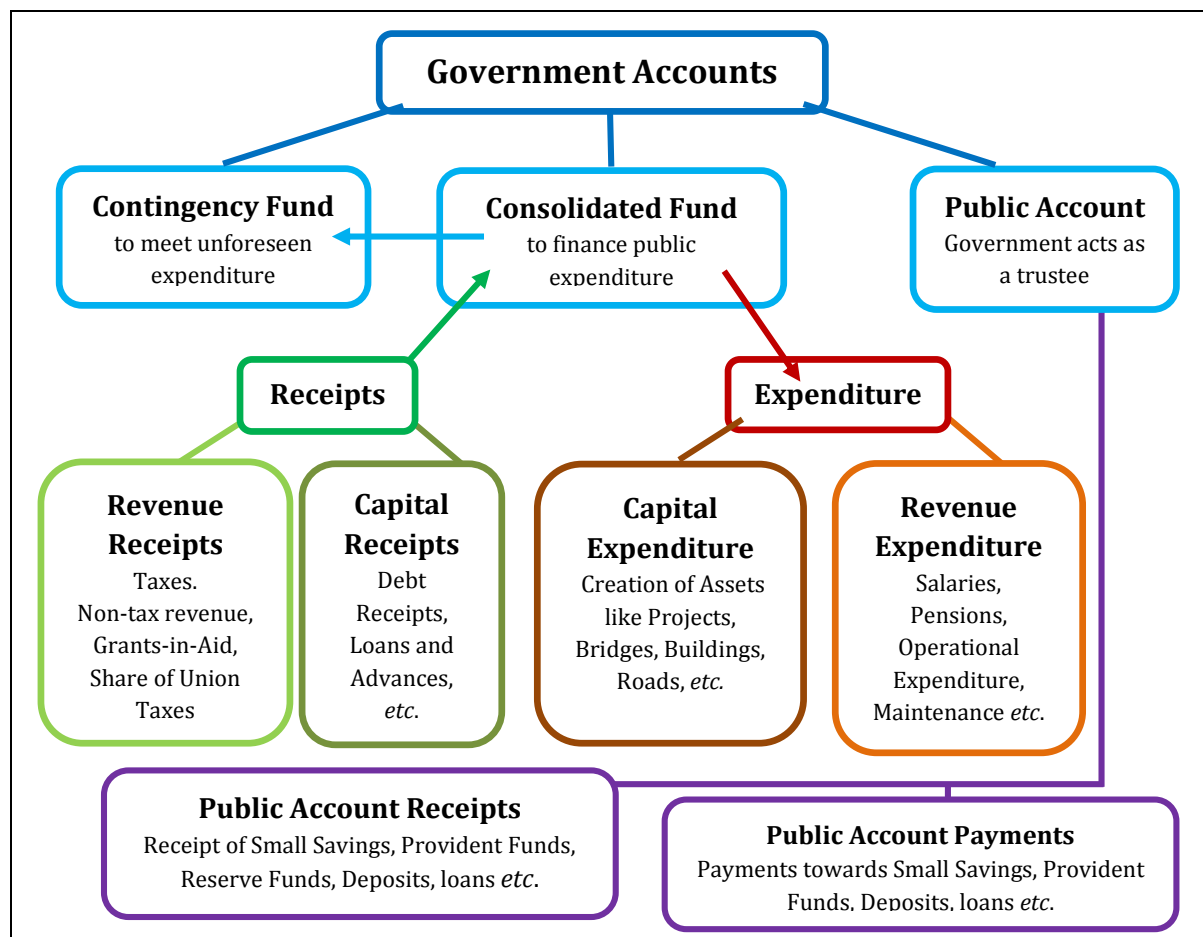 Government Accounts
Contingency Fund
to meet unforeseen
expenditure
Consolidated Fund
to finance public
expenditure
Public Account
Government acts as
a trustee
Receipts
Expenditure
Revenue
Receipts
Taxes.
Non-tax revenue,
Grants-in-Aid,
Share of Union
Taxes
Capital
Receipts
Debt
Receipts,
Loans and
Advances,
etc.
Capital
Expenditure
Creation of Assets
like Projects,
Bridges, Buildings,
Roads, etc.
Revenue
Expenditure
Salaries,
Pensions,
Operational
Expenditure,
Maintenance etc.
Public Account Receipts
Receipt of Small Savings, Provident Funds,
Reserve Funds, Deposits, loans etc.
Public Account Payments
Payments towards Small Savings, Provident
Funds, Deposits, loans etc.